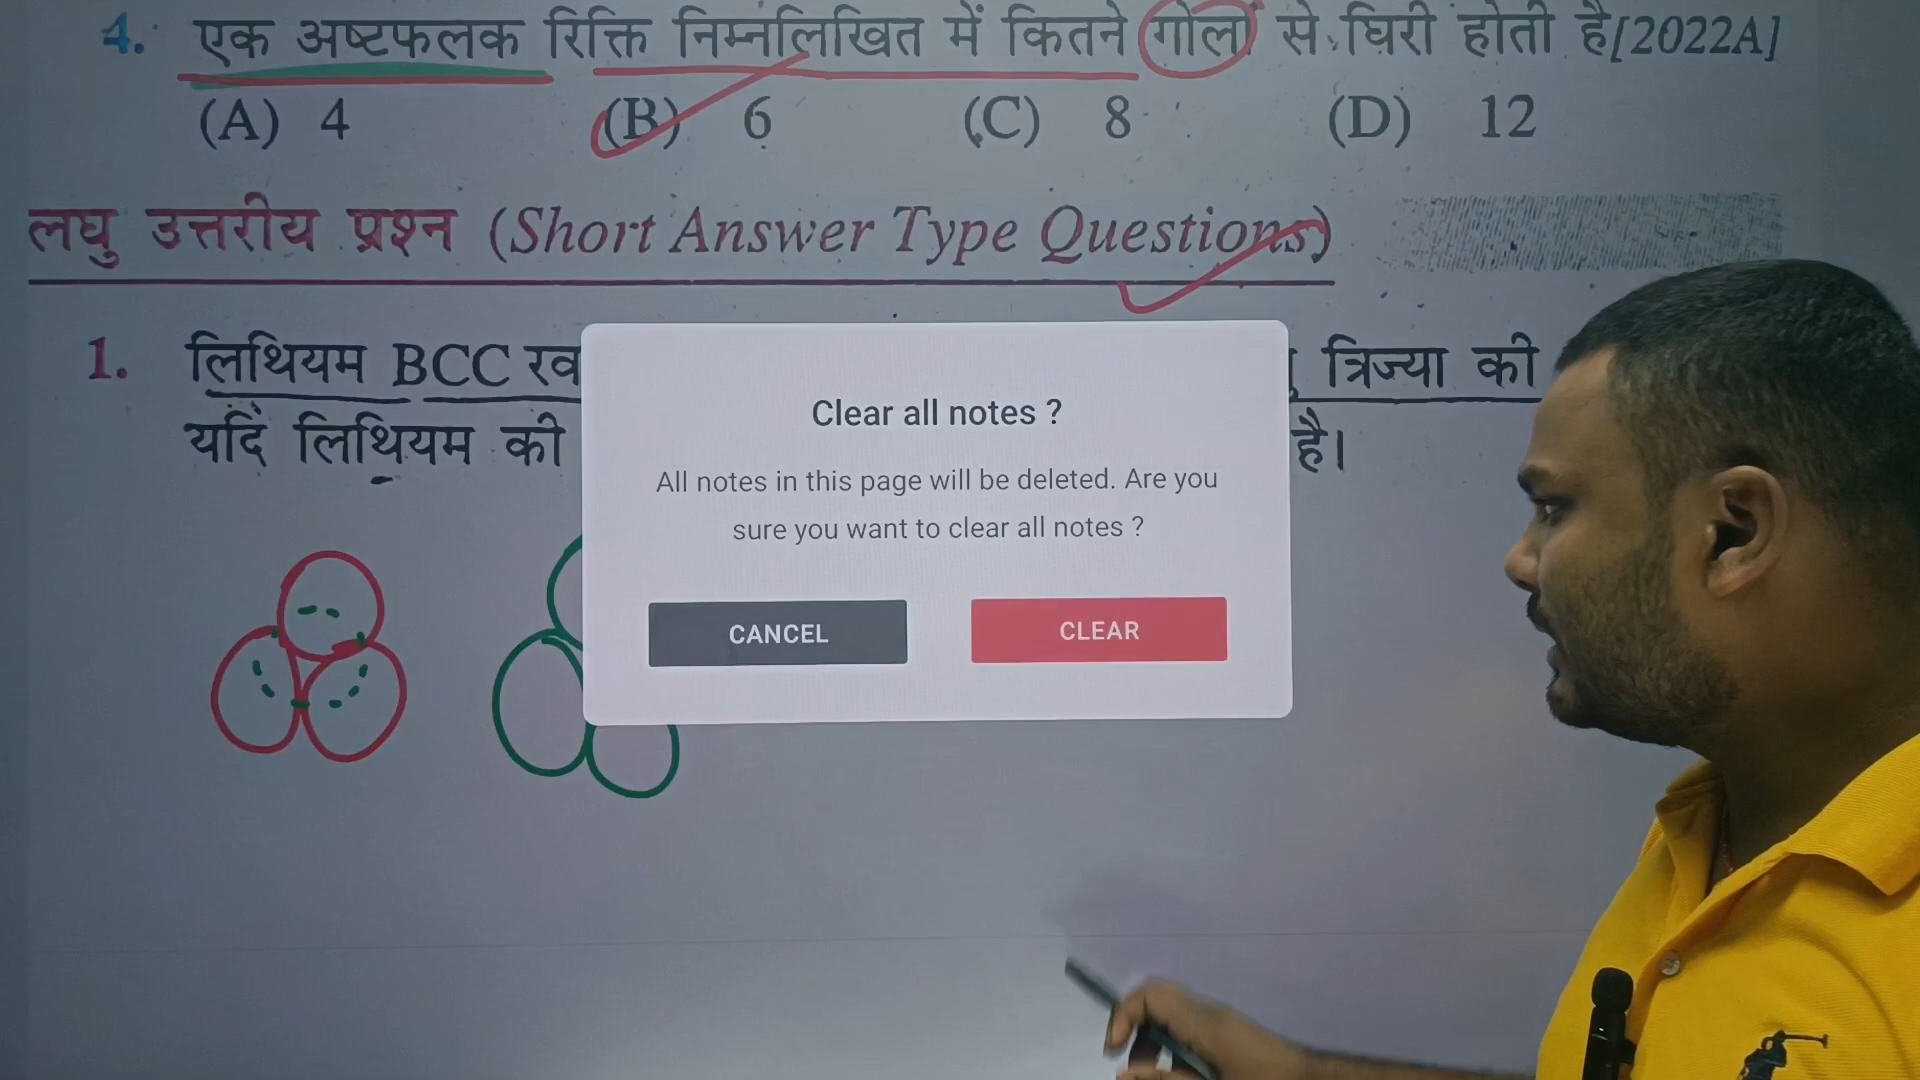 4. एक अष्टफलक रिक्ति निम्नलिखित में कितने गोलों से घिरी होती है[2022A]
(A) 4 (B) 6 (C) 8 (D) 12
लघु उत्तरीय प्रश्न (Short Answer Type Questions)
1. लिथियम BCC त्रिज्या की
यदि लिथियम की है।
Clear all notes ?
All notes in this page will be deleted. Are you
sure you want to clear all notes ?
CANCEL CLEAR